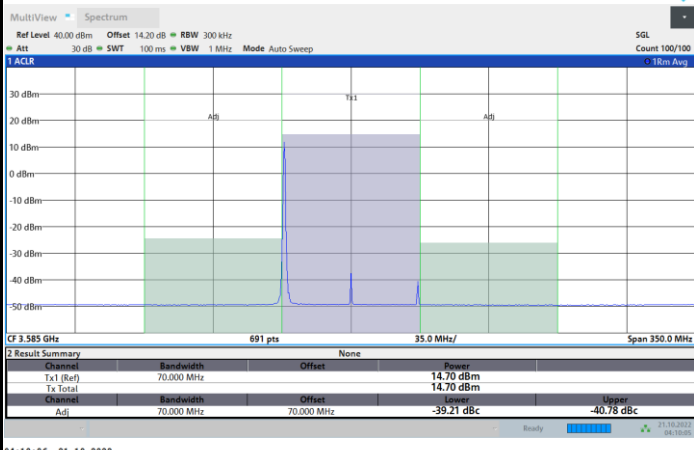 MultiView Spectrum
Ref Level 40.00 dBm Offset 14.20 dB RBW 300 kHz SGL
Att 30 dB SWT 100 ms VBW 1 MHz Mode Auto Sweep Count 100/100
1 ACLR 1Rm Avg
30 dBm
Tx1
20 dBm Adj Adj
10 dBm
0 dBm
-10 dBm
-20 dBm
-30 dBm
-40 dBm
-50 dBm
CF 3.585 GHz 691 pts 35.0 MHz/ Span 350.0 MHz
2 Result Summary None
Channel Bandwidth Offset Power
Tx1 (Ref) 70.000 MHz 14.70 dBm
Tx Total 14.70 dBm
Channel Bandwidth Offset Lower Upper
Adj 70.000 MHz 70.000 MHz -39.21 dBc -40.78 dBc
Ready 21.10.2022
04:10:05